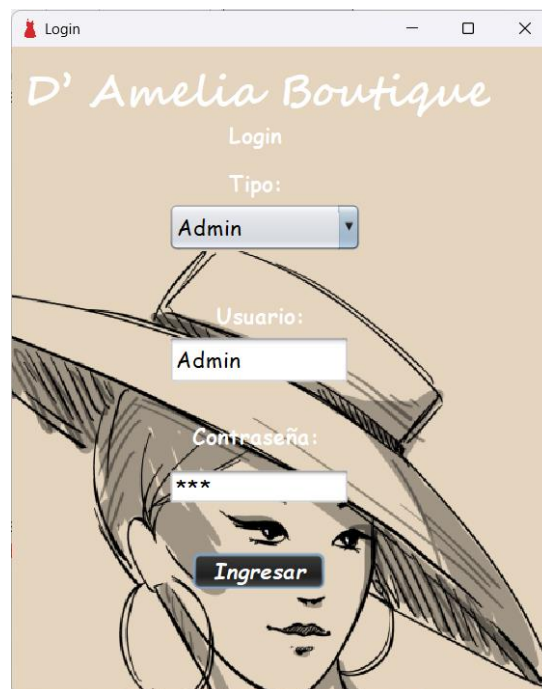 Login
D' Amelia Boutique
Login
Tipo:
Admin
Usuario:
Admin
Contraseña:
***
Ingresar